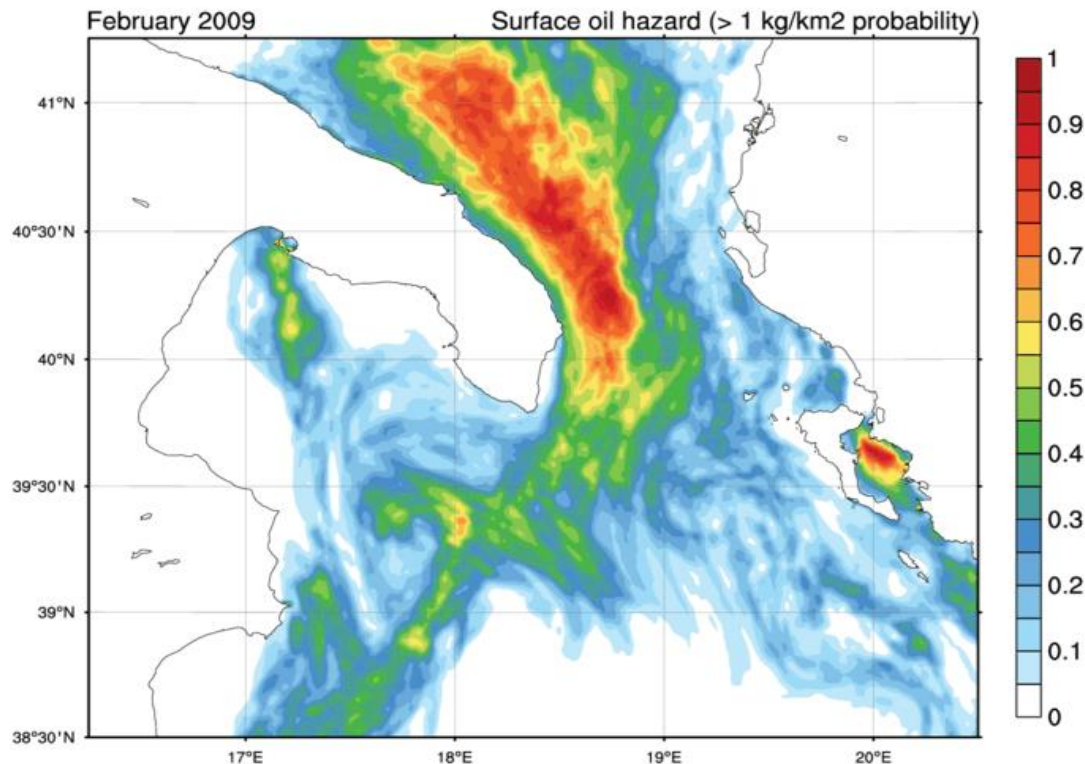 February 2009 Surface oil hazard (> 1 kg/km2 probability)
41°N
40°30'N
40°N
39°30'N
39°N
38°30'N
17°E 18°E 19°E 20°E
1
0.9
0.8
0.7
0.6
0.5
0.4
0.3
0.2
0.1
0